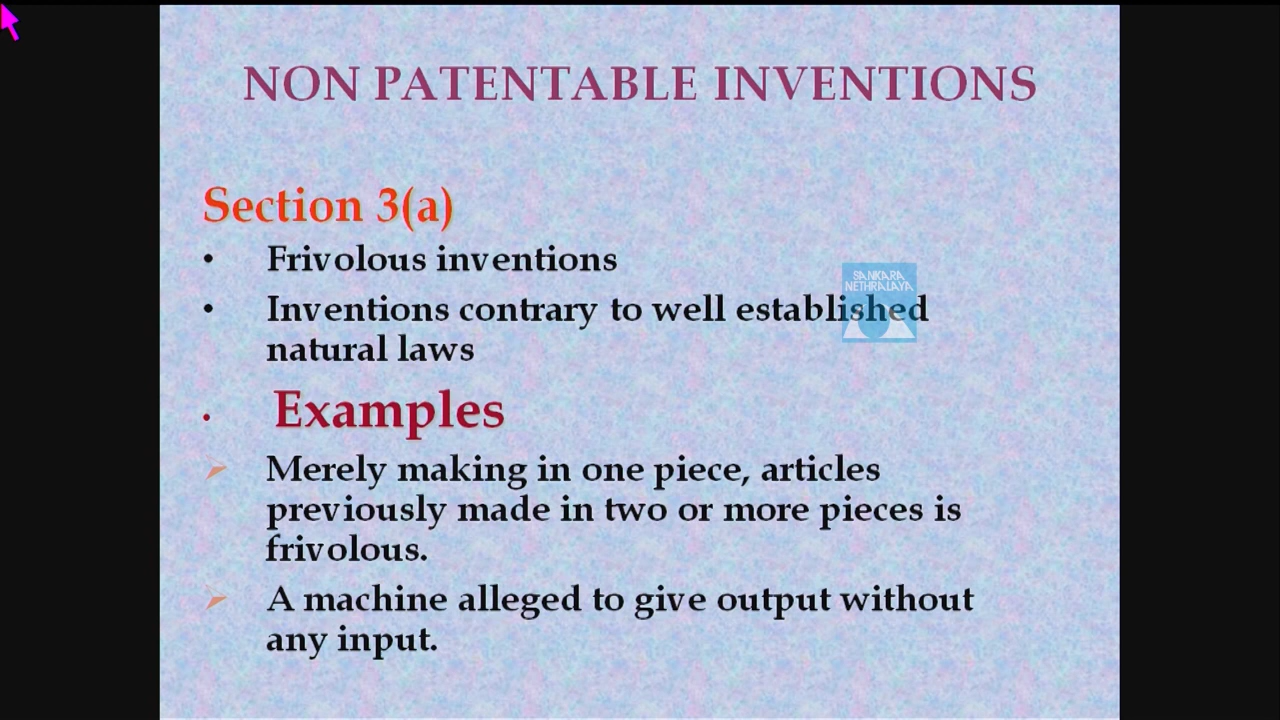 NON PATENTABLE INVENTIONS
Section 3(a)
• Frivolous inventions
• Inventions contrary to well established
natural laws
• Examples
➢ Merely making in one piece, articles
previously made in two or more pieces is
frivolous.
➢ A machine alleged to give output without
any input.
SANKARA
NETHRALAYA